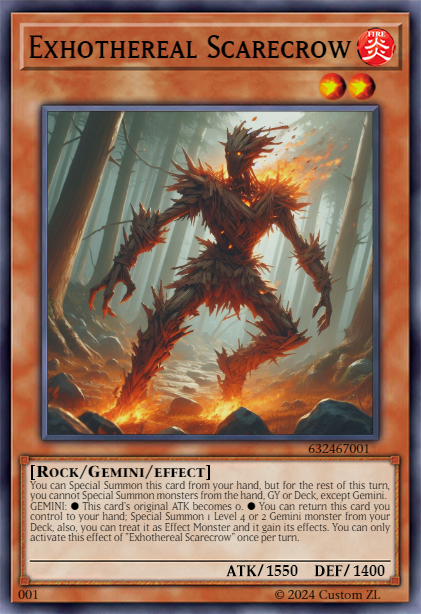 Exhothereal Scarecrow
FIRE
炎
632467001
[Rock/Gemini/effect]
You can Special Summon this card from your hand, but for the rest of this turn,
you cannot Special Summon monsters from the hand, GY or Deck, except Gemini.
GEMINI: ● This card's original ATK becomes 0. ● You can return this card you
control to your hand; Special Summon 1 Level 4 or 2 Gemini monster from your
Deck, also, you can treat it as Effect Monster and it gain its effects. You can only
activate this effect of "Exhothereal Scarecrow" once per turn.
ATK/1550 DEF/1400
001 © 2024 Custom ZL